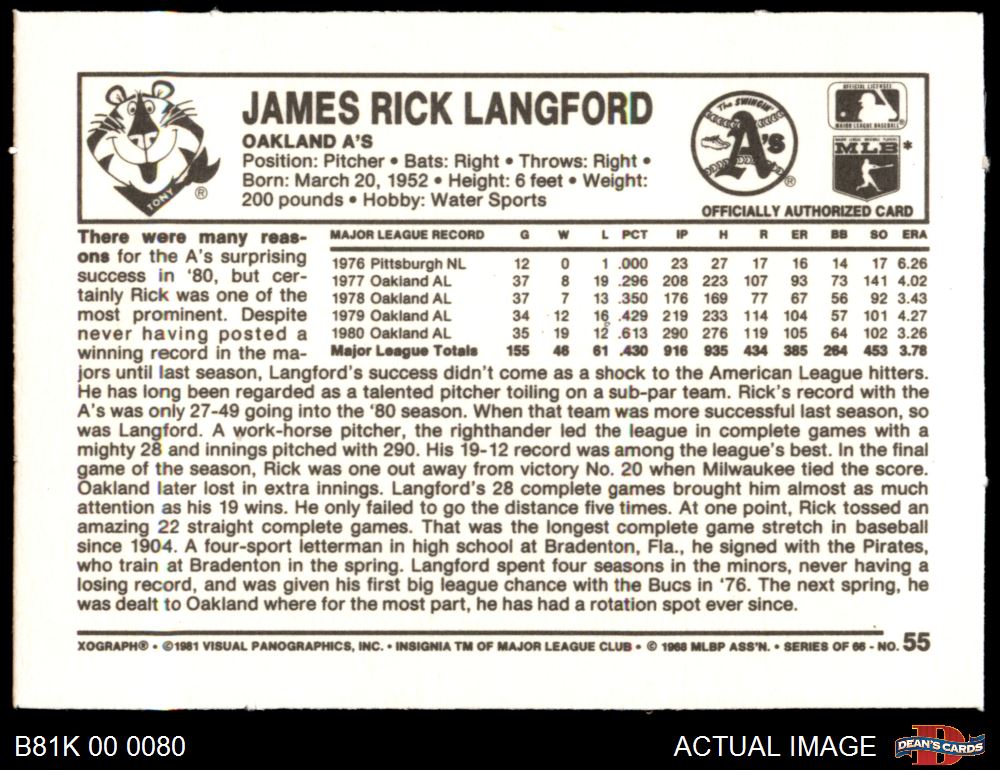 JAMES RICK LANGFORD
OAKLAND A'S
Position: Pitcher • Bats: Right • Throws: Right •
Born: March 20, 1952 • Height: 6 feet • Weight:
200 pounds • Hobby: Water Sports
TONY ®
The SWINGIN' A's ®
OFFICIAL LICENSEE
MAJOR LEAGUE BASEBALL ®
MAJOR LEAGUE BASEBALL PLAYERS
MLB *
OFFICIALLY AUTHORIZED CARD
MAJOR LEAGUE RECORD G W L PCT IP H R ER BB SO ERA
1976 Pittsburgh NL 12 0 1 .000 23 27 17 16 14 17 6.26
1977 Oakland AL 37 8 19 .296 208 223 107 93 73 141 4.02
1978 Oakland AL 37 7 13 .350 176 169 77 67 56 92 3.43
1979 Oakland AL 34 12 16 .429 219 233 114 104 57 101 4.27
1980 Oakland AL 35 19 12 .613 290 276 119 105 64 102 3.26
Major League Totals 155 46 61 .430 916 935 434 385 264 453 3.78
There were many reas-
ons for the A's surprising
success in '80, but cer-
tainly Rick was one of the
most prominent. Despite
never having posted a
winning record in the ma-
jors until last season, Langford's success didn't come as a shock to the American League hitters.
He has long been regarded as a talented pitcher toiling on a sub-par team. Rick's record with the
A's was only 27-49 going into the '80 season. When that team was more successful last season, so
was Langford. A work-horse pitcher, the righthander led the league in complete games with a
mighty 28 and innings pitched with 290. His 19-12 record was among the league's best. In the final
game of the season, Rick was one out away from victory No. 20 when Milwaukee tied the score.
Oakland later lost in extra innings. Langford's 28 complete games brought him almost as much
attention as his 19 wins. He only failed to go the distance five times. At one point, Rick tossed an
amazing 22 straight complete games. That was the longest complete game stretch in baseball
since 1904. A four-sport letterman in high school at Bradenton, Fla., he signed with the Pirates,
who train at Bradenton in the spring. Langford spent four seasons in the minors, never having a
losing record, and was given his first big league chance with the Bucs in '76. The next spring, he
was dealt to Oakland where for the most part, he has had a rotation spot ever since.
XOGRAPH® • ©1981 VISUAL PANOGRAPHICS, INC. • INSIGNIA TM OF MAJOR LEAGUE CLUB • © 1968 MLBP ASS'N. • SERIES OF 66 - NO. 55
B81K 00 0080
ACTUAL IMAGE
D
DEAN'S CARDS